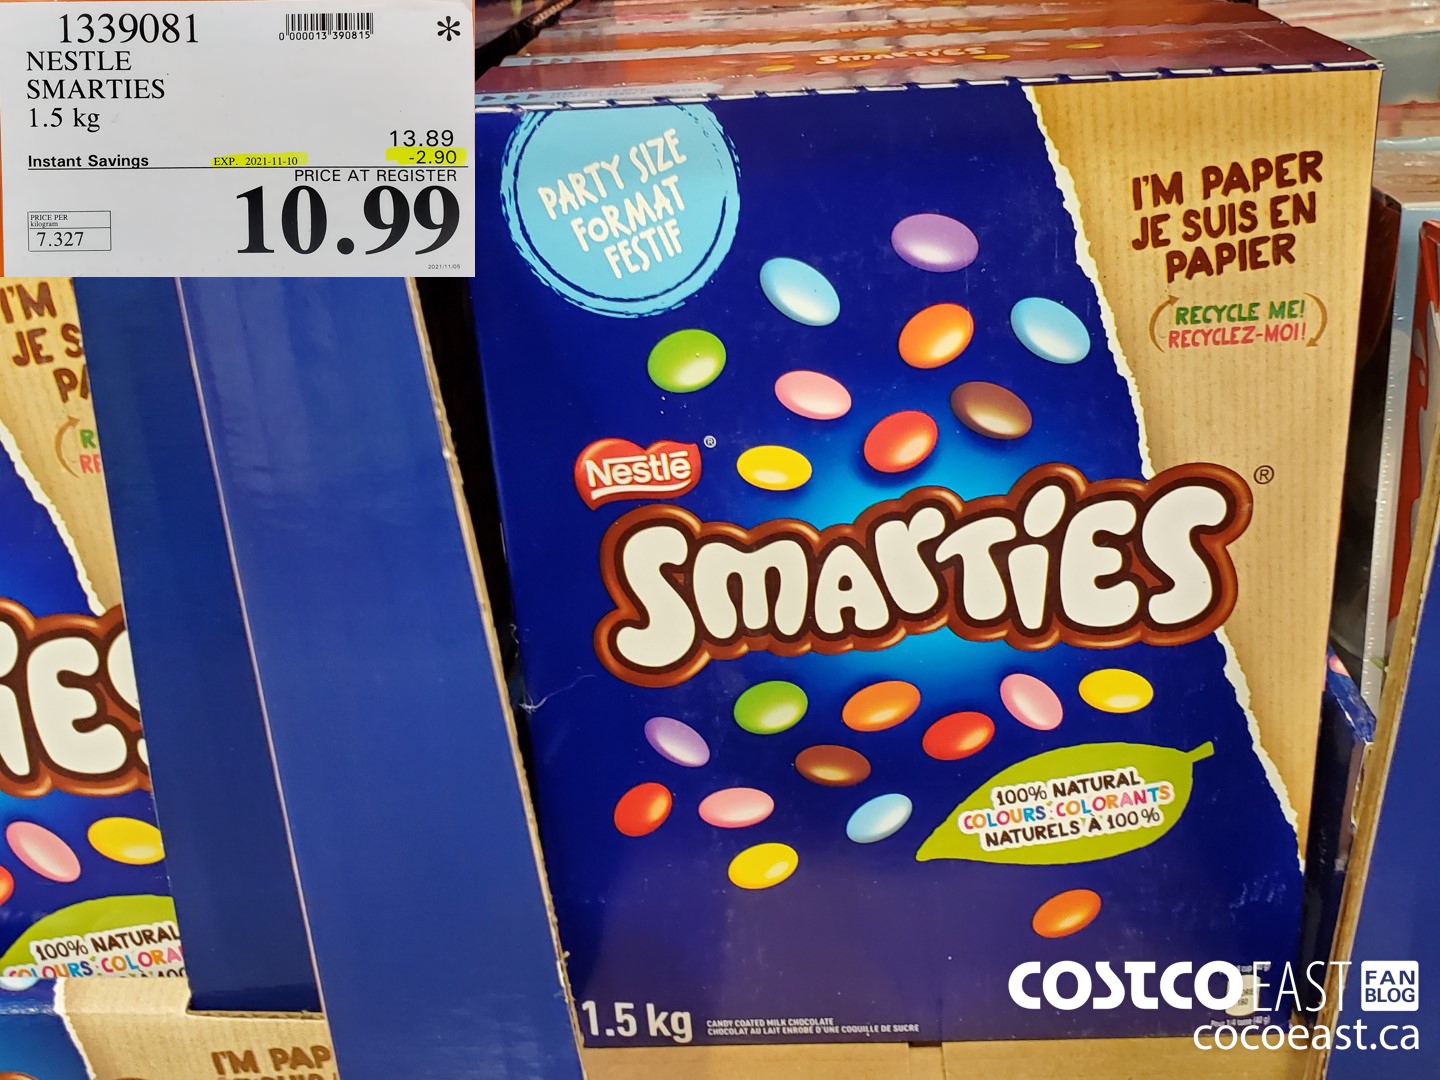 1339081
0 000013 390815
*
NESTLE
SMARTIES
1.5 kg
13.89
Instant Savings EXP. 2021-11-10 -2.90
PRICE AT REGISTER
10.99
PRICE PER
kilogram
7.327
2021/11/05
SMARTIES
PARTY SIZE
FORMAT
FESTIF
I'M PAPER
JE SUIS EN
PAPIER
RECYCLE ME!
RECYCLEZ-MOI!
Nestlé®
SMARTIES®
100% NATURAL
COLOURS·COLORANTS
NATURELS À 100%
1.5 kg
CANDY COATED MILK CHOCOLATE
CHOCOLAT AU LAIT ENROBÉ D'UNE COQUILLE DE SUCRE
I'M
JE S
PA
R
RE
IES
100% NATURAL
COLOURS·COLORA
I'M PAP
COSTCO EAST FAN
BLOG
cocoeast.ca